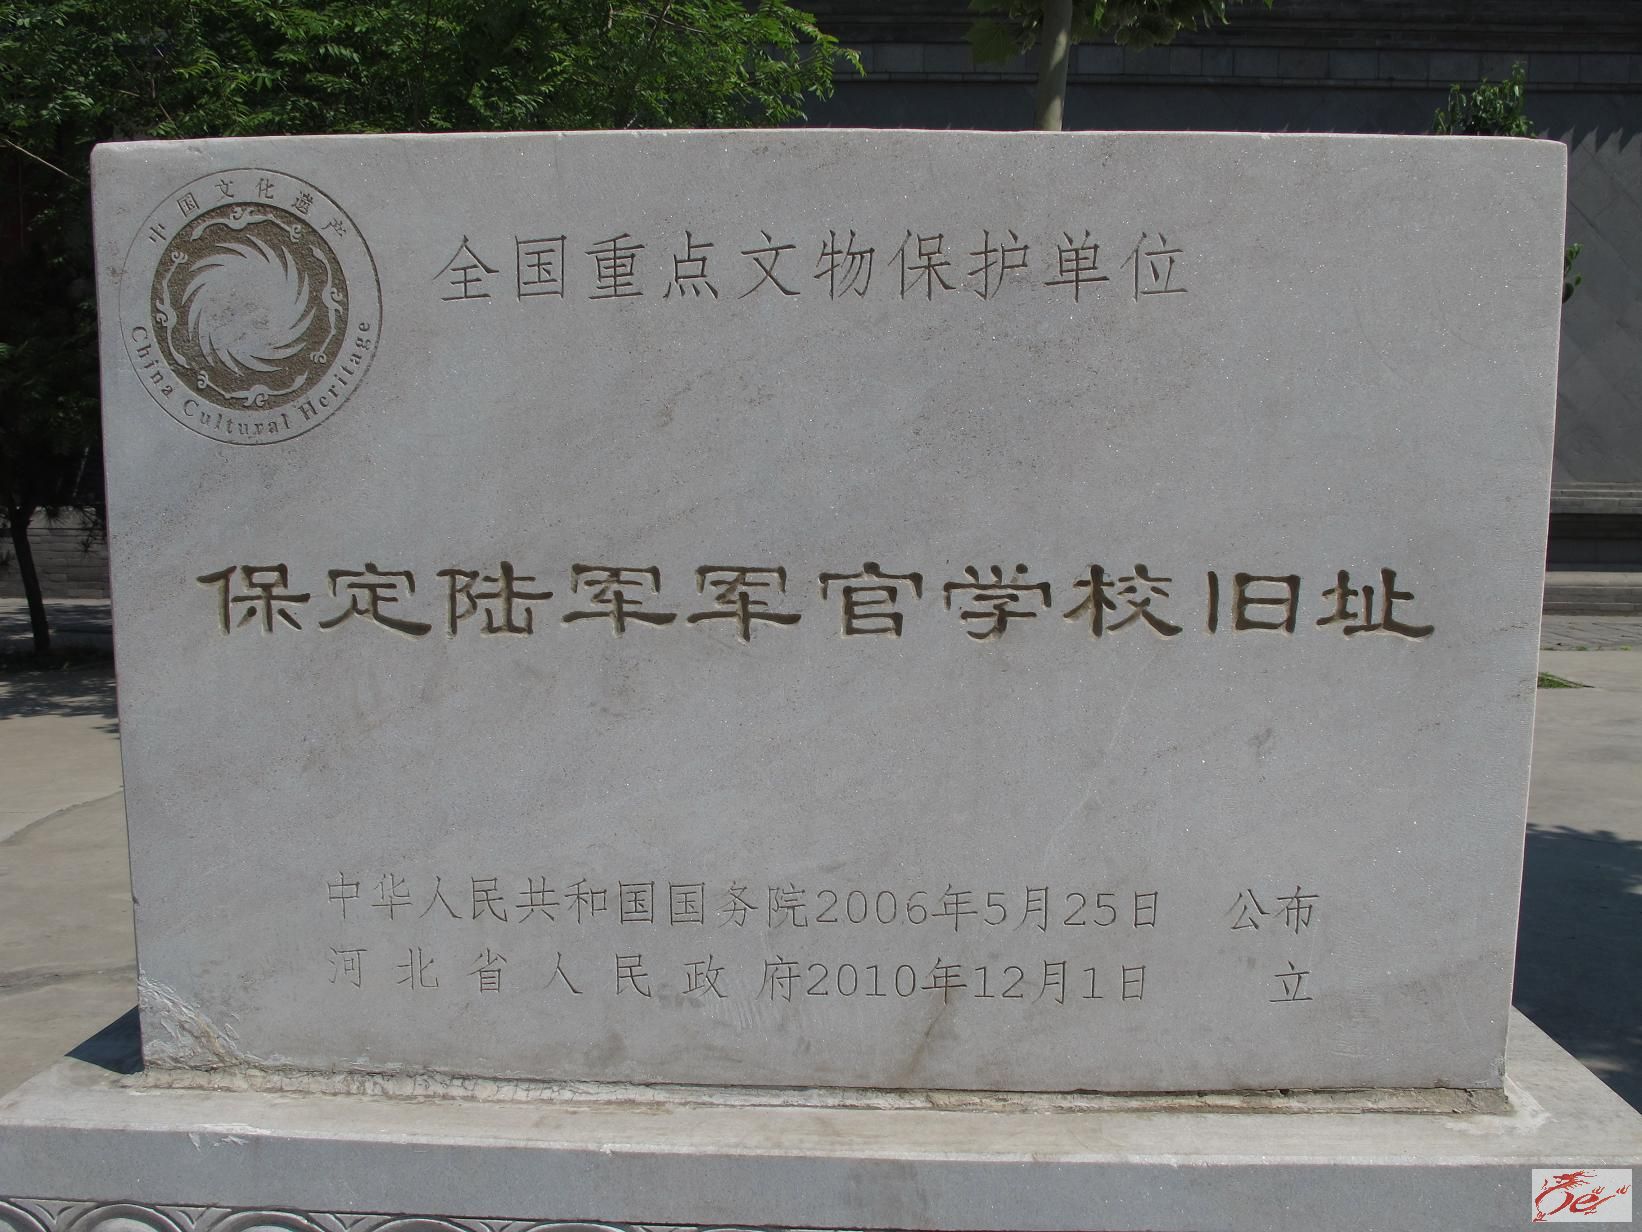 中国文化遗产
China Cultural Heritage
全国重点文物保护单位
保定陆军军官学校旧址
中华人民共和国国务院2006年5月25日 公布
河北省人民政府2010年12月1日 立